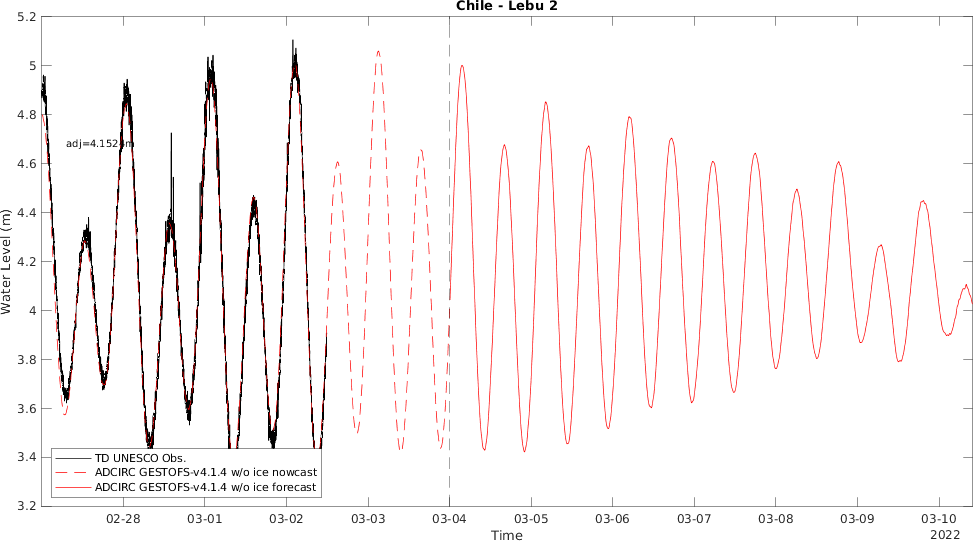 Chile - Lebu 2
5.2
5
4.8
4.6
4.4
4.2
4
3.8
3.6
3.4
3.2
Water Level (m)
adj=4.1524m
TD UNESCO Obs.
ADCIRC GESTOFS-v4.1.4 w/o ice nowcast
ADCIRC GESTOFS-v4.1.4 w/o ice forecast
02-28 03-01 03-02 03-03 03-04 03-05 03-06 03-07 03-08 03-09 03-10
Time
2022